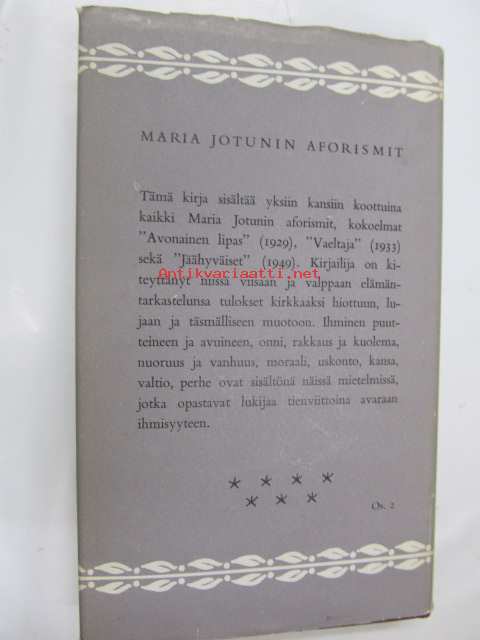 MARIA JOTUNIN AFORISMIT
Tämä kirja sisältää yksiin kansiin koottuina
kaikki Maria Jotunin aforismit, kokoelmat
"Avonainen lipas" (1929), "Vaeltaja" (1933)
sekä "Jäähyväiset" (1949). Kirjailija on ki-
Antikvariaatti.net
teyttänyt niissä viisaan ja valppaan elämän-
tarkastelunsa tulokset kirkkaaksi hiottuun, lu-
jaan ja täsmälliseen muotoon. Ihminen puut-
teineen ja avuineen, onni, rakkaus ja kuolema,
nuoruus ja vanhuus, moraali, uskonto, kansa,
valtio, perhe ovat sisältönä näissä mietelmissä,
jotka opastavat lukijaa tienviittoina avaraan
ihmisyyteen.
Os. 2